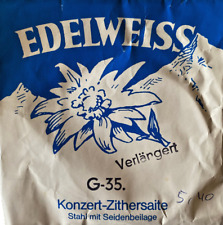 EDELWEISS
Verlängert
G-35.
Konzert-Zithersaite
5,40
Stahl mit Seidenbeilage